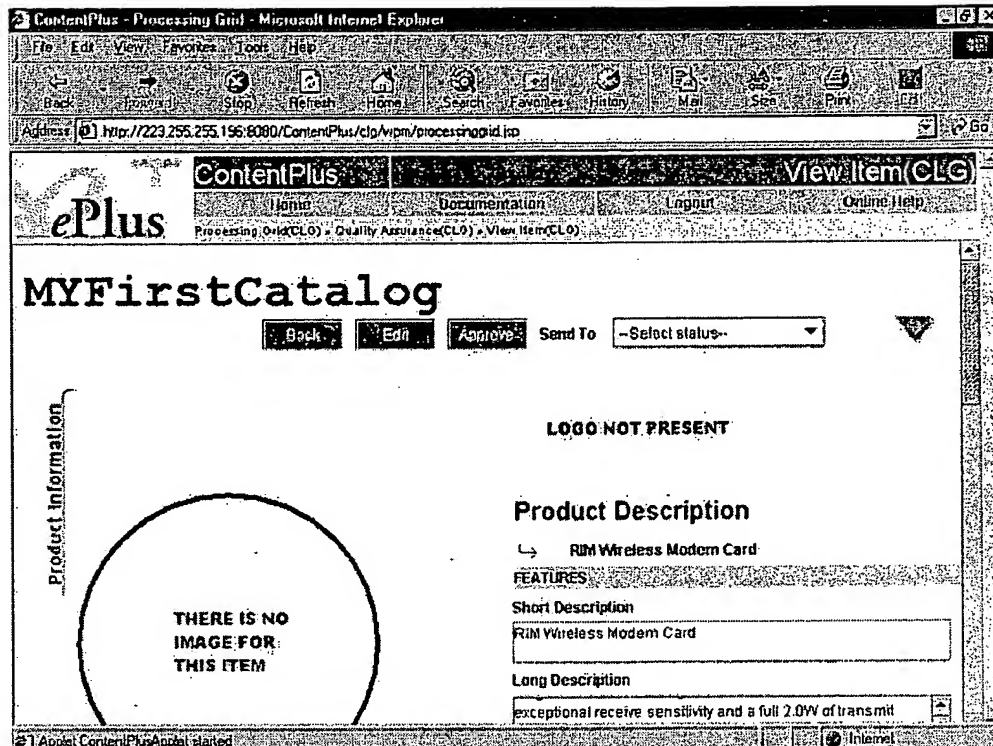 ContentPlus - Processing Grid - Microsoft Internet Explorer
File Edit View Favorites Tools Help
Back Forward Stop Refresh Home Search Favorites History Mail Size Print Edit
Address http://223.255.255.156:8080/ContentPlus/clg/wpm/processinggrid.jsp Go
ePlus
ContentPlus View Item(CLG)
Home Documentation Logout Online Help
Processing Grid(CLG) » Quality Assurance(CLG) » View Item(CLG)
MYFirstCatalog
Back Edit Approve Send To --Select status--
Product Information
LOGO NOT PRESENT
THERE IS NO
IMAGE FOR
THIS ITEM
Product Description
RIM Wireless Modem Card
FEATURES
Short Description
RIM Wireless Modem Card
Long Description
exceptional receive sensitivity and a full 2.0W of transmit
Applet ContentPlusApplet started Internet